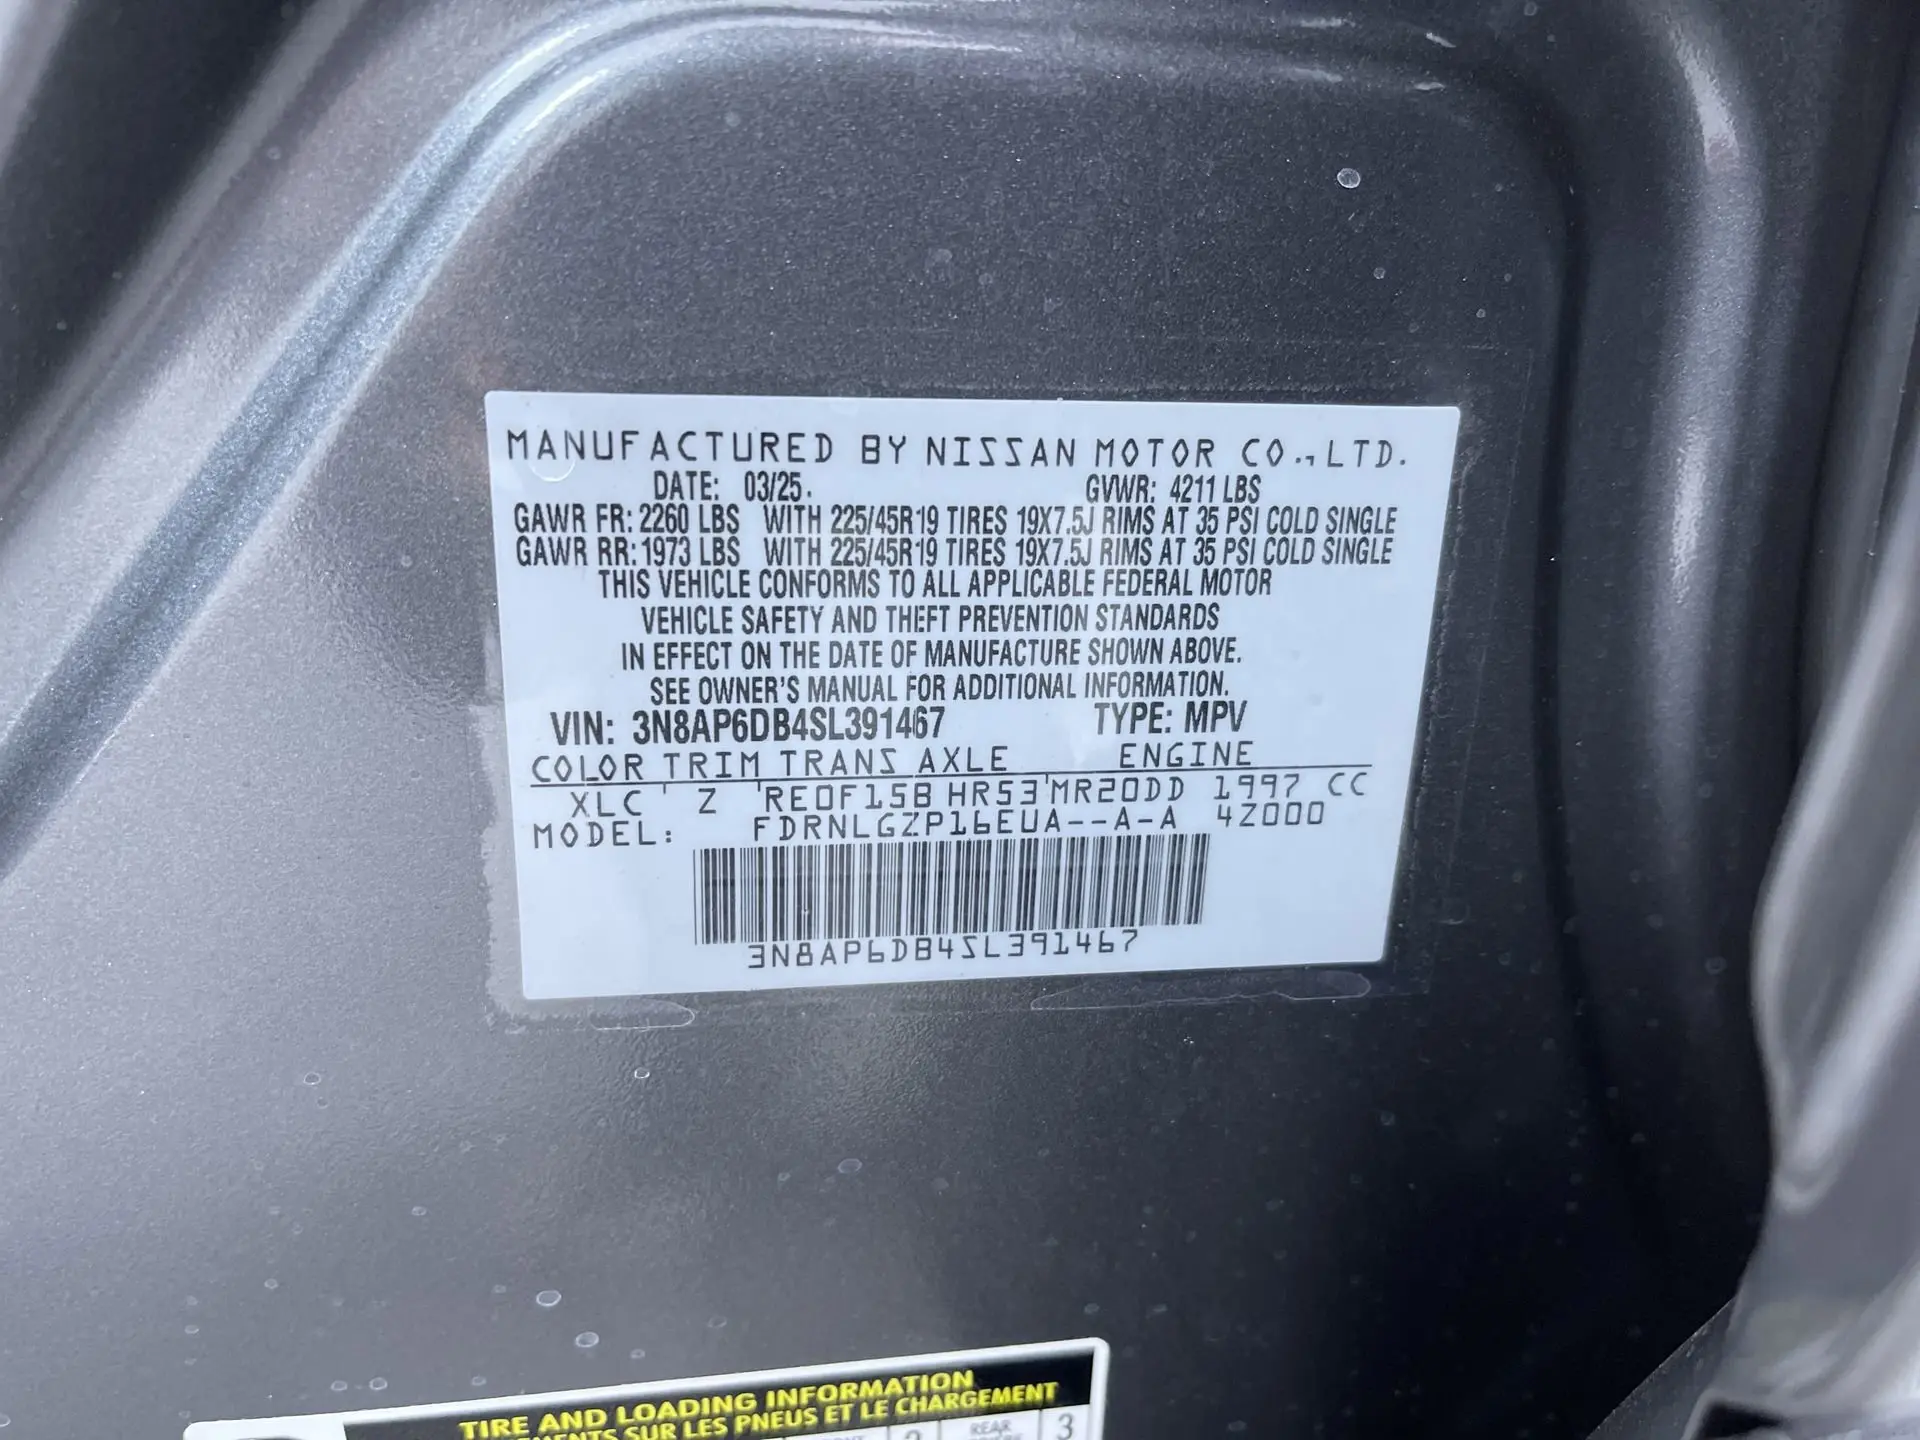 MANUFACTURED BY NISSAN MOTOR CO., LTD.
DATE: 03/25. GVWR: 4211 LBS
GAWR FR: 2260 LBS WITH 225/45R19 TIRES 19X7.5J RIMS AT 35 PSI COLD SINGLE
GAWR RR: 1973 LBS WITH 225/45R19 TIRES 19X7.5J RIMS AT 35 PSI COLD SINGLE
THIS VEHICLE CONFORMS TO ALL APPLICABLE FEDERAL MOTOR
VEHICLE SAFETY AND THEFT PREVENTION STANDARDS
IN EFFECT ON THE DATE OF MANUFACTURE SHOWN ABOVE.
SEE OWNER'S MANUAL FOR ADDITIONAL INFORMATION.
VIN: 3N8AP6DB4SL391467 TYPE: MPV
COLOR TRIM TRANS AXLE ENGINE
XLC Z RE0F15B HR53 MR20DD 1997 CC
MODEL: FDRNLGZP16EUA--A-A 4Z000
3N8AP6DB4SL391467
TIRE AND LOADING INFORMATION
SUR LES PNEUS ET LE CHARGEMENT
REAR 3